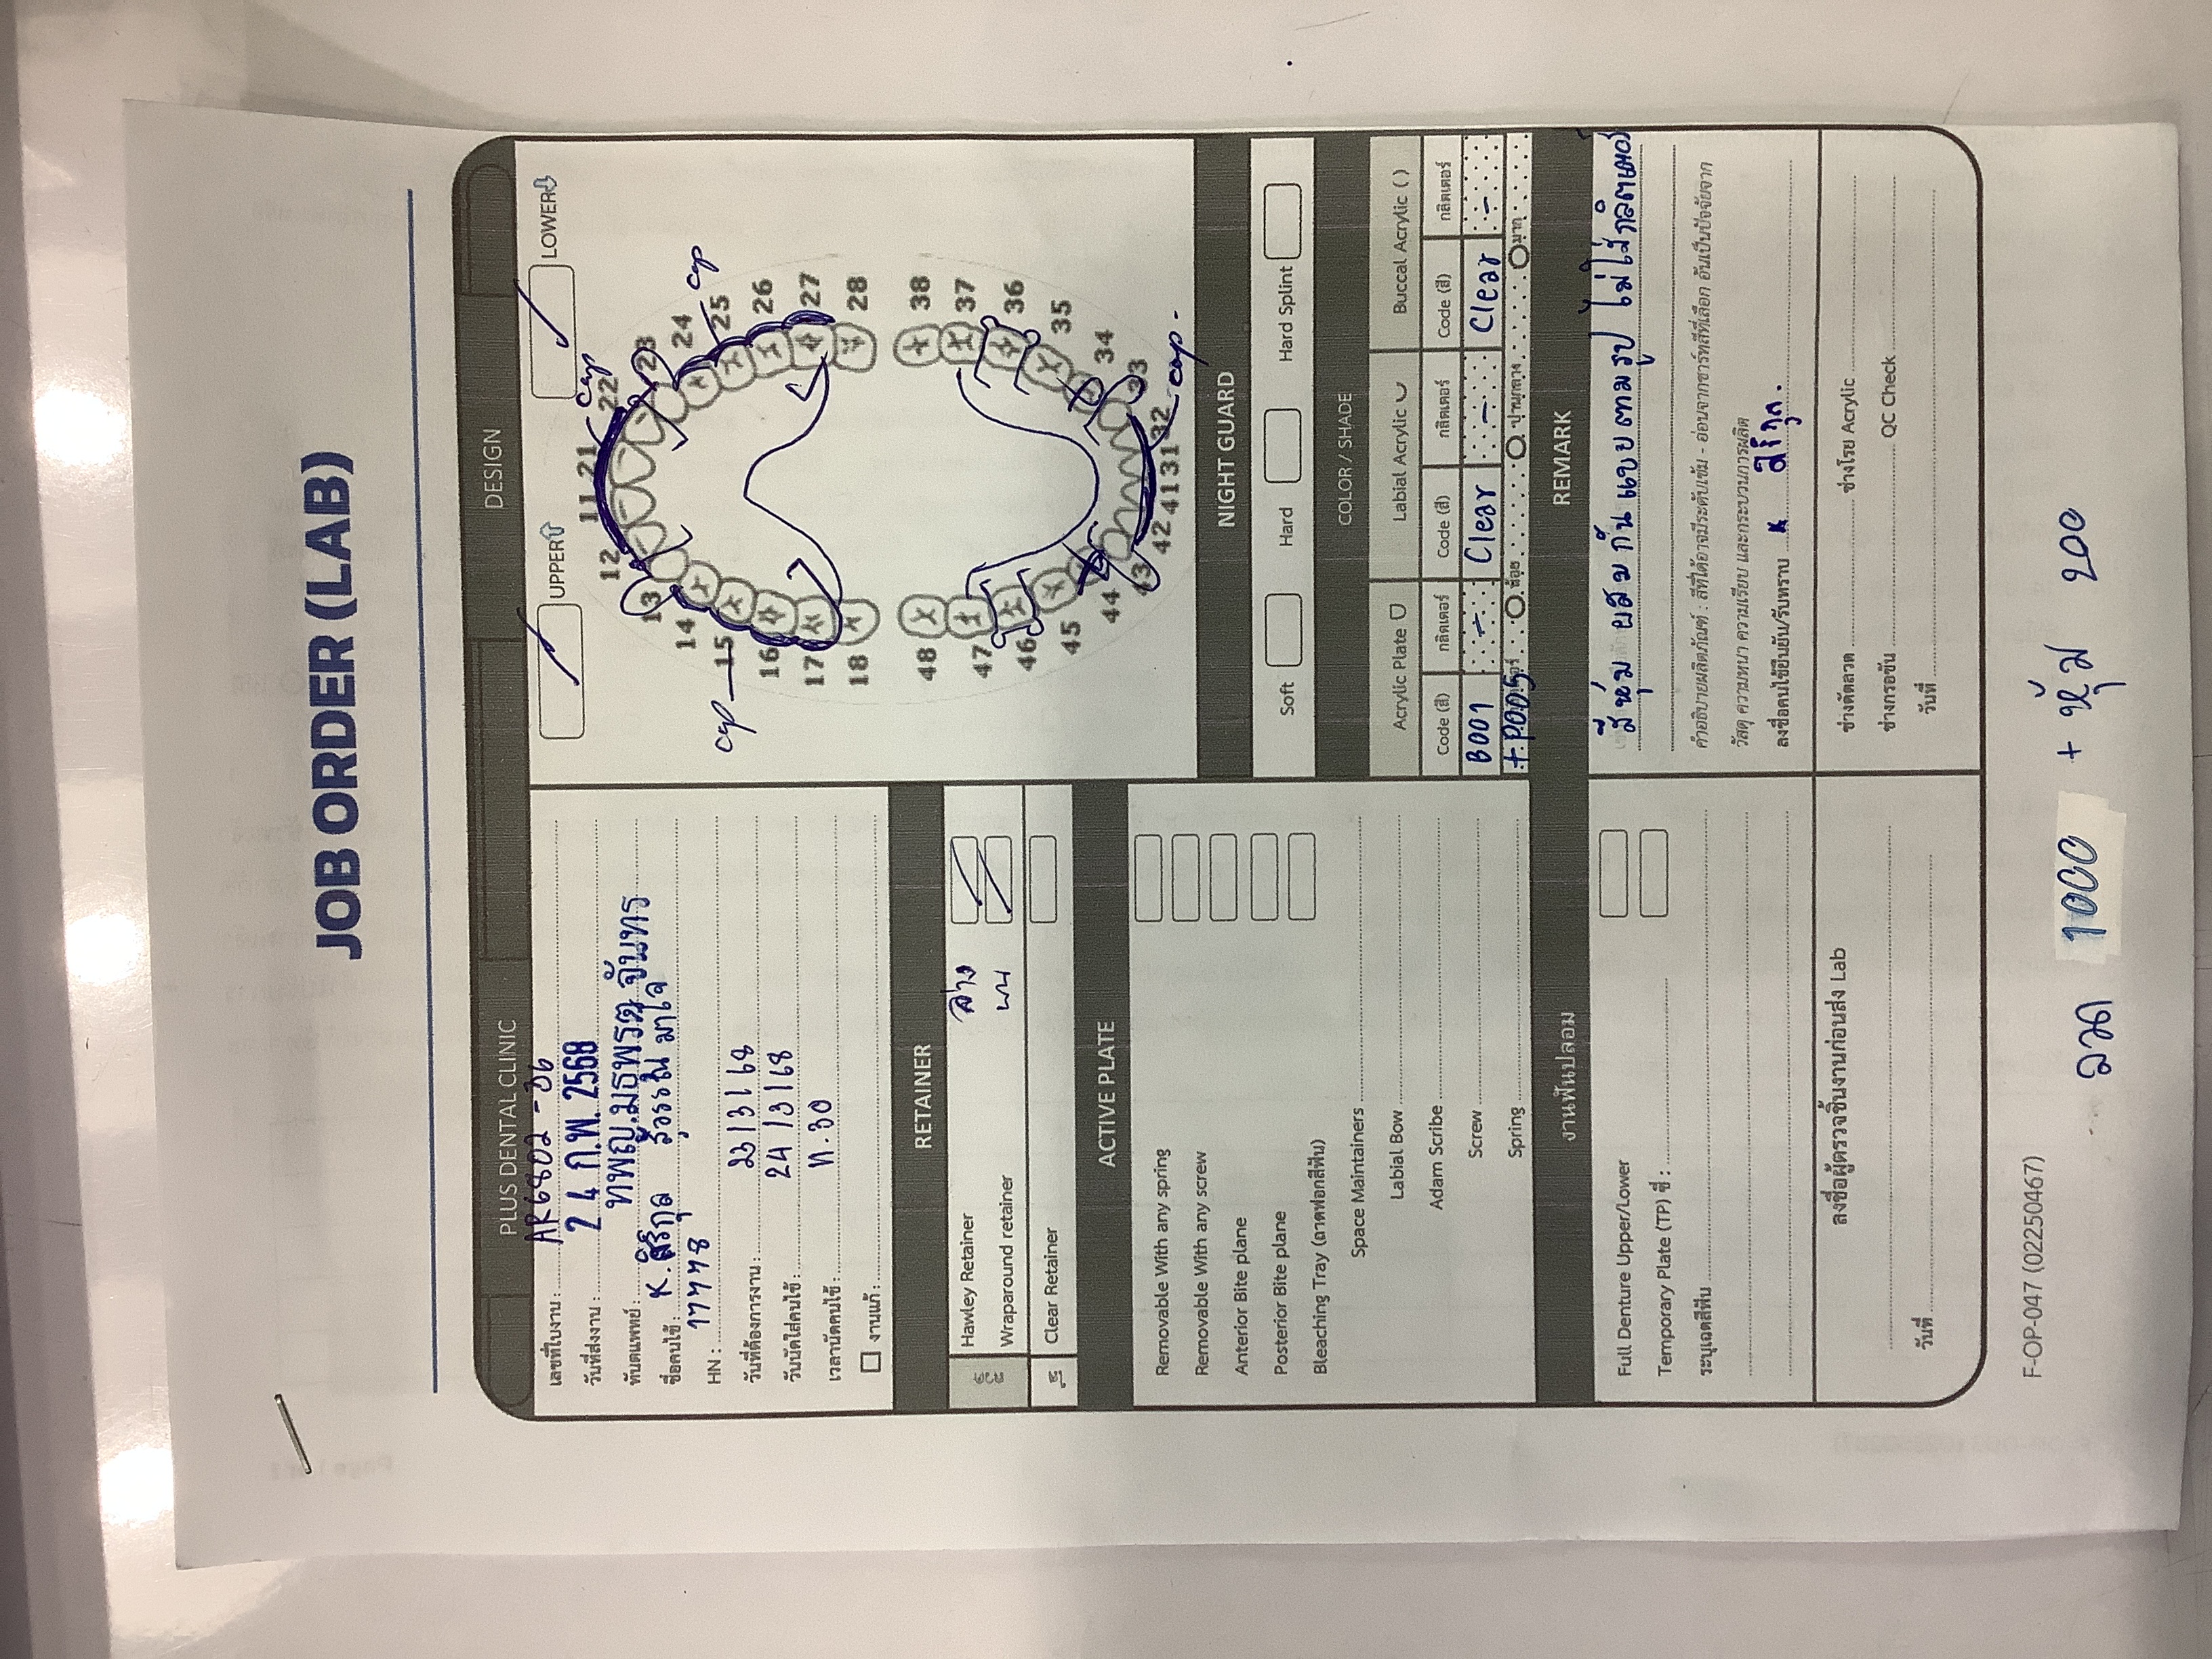 JOB ORDER (LAB)
PLUS DENTAL CLINIC
เลขที่ใบงาน : AR6802 -36
วันที่ส่งงาน : 2 4 ก.พ. 2568
ทันตแพทย์ : ทพญ.มธุพรต จันทร
ชื่อคนไข้ : K. สิริกุล สุวรรณ มาใจ
HN : 17778
วันที่ต้องการงาน : 23/3/68
วันนัดใส่คนไข้ : 24/3/68
เวลานัดคนไข้ : 11.30
งานแก้ :
DESIGN
UPPER LOWER
11 21 cap
12 22
13 23
14 24
cap 15 25 cap
16 26
17 27
18 28
48 38
47 37
46 36
45 35
44 34
43 33
42 41 31 32 cap.
RETAINER
ลวด
Hawley Retainer ล่าง
Wraparound retainer บน
ใส
Clear Retainer
ACTIVE PLATE
Removable With any spring
Removable With any screw
Anterior Bite plane
Posterior Bite plane
Bleaching Tray (ถาดฟอกสีฟัน)
Space Maintainers
Labial Bow
Adam Scribe
Screw
Spring
NIGHT GUARD
Soft Hard Hard Splint
COLOR / SHADE
Acrylic Plate Labial Acrylic Buccal Acrylic ( )
Code (สี) กลิตเตอร์ Code (สี) กลิตเตอร์ Code (สี) กลิตเตอร์
B001 - Clear - Clear -
+P005 น้อย ปานกลาง มาก
งานฟันปลอม
Full Denture Upper/Lower
Temporary Plate (TP) ซี่ :
ระบุเฉดสีฟัน
REMARK
สีหุ้ม ผสมกันแบบตามรูป ไม่ใส่กลิตเตอร์
คำอธิบายผลิตภัณฑ์ : สีที่ได้อาจมีระดับเข้ม - อ่อนจากชาร์ทสีที่เลือก อันเป็นปัจจัยจาก
วัสดุ ความหนา ความเรียบ และกระบวนการผลิต
ลงชื่อคนไข้ยืนยัน/รับทราบ x สิริกุล.
ลงชื่อผู้ตรวจชิ้นงานก่อนส่ง Lab
วันที่
ช่างดัดลวด ช่างโรย Acrylic
ช่างกรอขัน QC Check
วันที่
F-OP-047 (02250467)
ลวด 1000 + หุ้ม 200